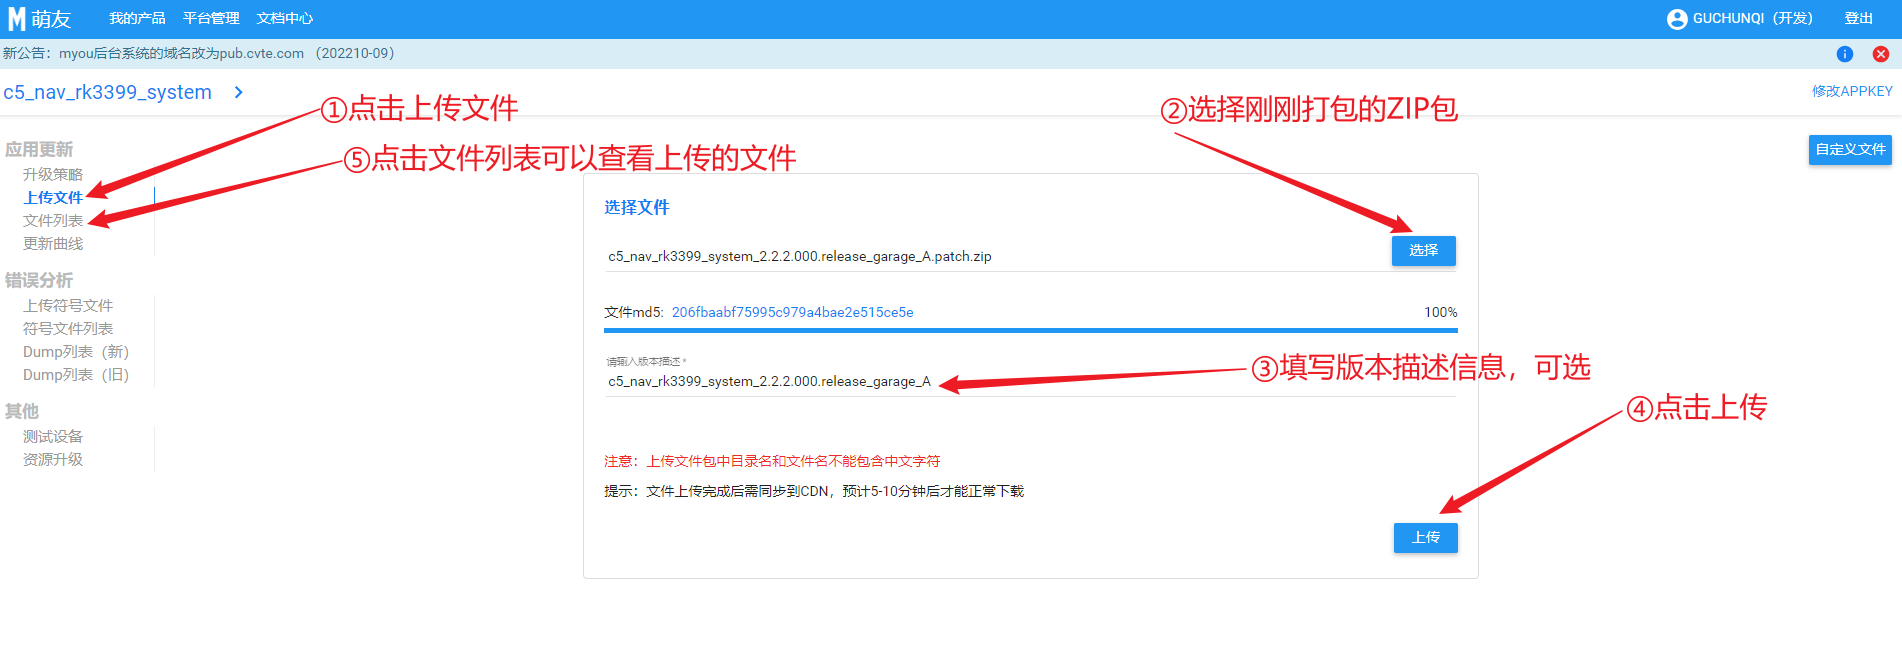 M 萌友 我的产品 平台管理 文档中心 GUCHUNQI（开发） 登出
新公告：myou后台系统的域名改为pub.cvte.com （202210-09）
c5_nav_rk3399_system
修改APPKEY
①点击上传文件
②选择刚刚打包的ZIP包
⑤点击文件列表可以查看上传的文件
自定义文件
应用更新
升级策略
上传文件
文件列表
更新曲线
错误分析
上传符号文件
符号文件列表
Dump列表（新）
Dump列表（旧）
其他
测试设备
资源升级
选择文件
c5_nav_rk3399_system_2.2.2.000.release_garage_A.patch.zip
选择
文件md5: 206fbaabf75995c979a4bae2e515ce5e 100%
请输入版本描述 *
c5_nav_rk3399_system_2.2.2.000.release_garage_A
③填写版本描述信息，可选
④点击上传
注意：上传文件包中目录名和文件名不能包含中文字符
提示：文件上传完成后需同步到CDN，预计5-10分钟后才能正常下载
上传